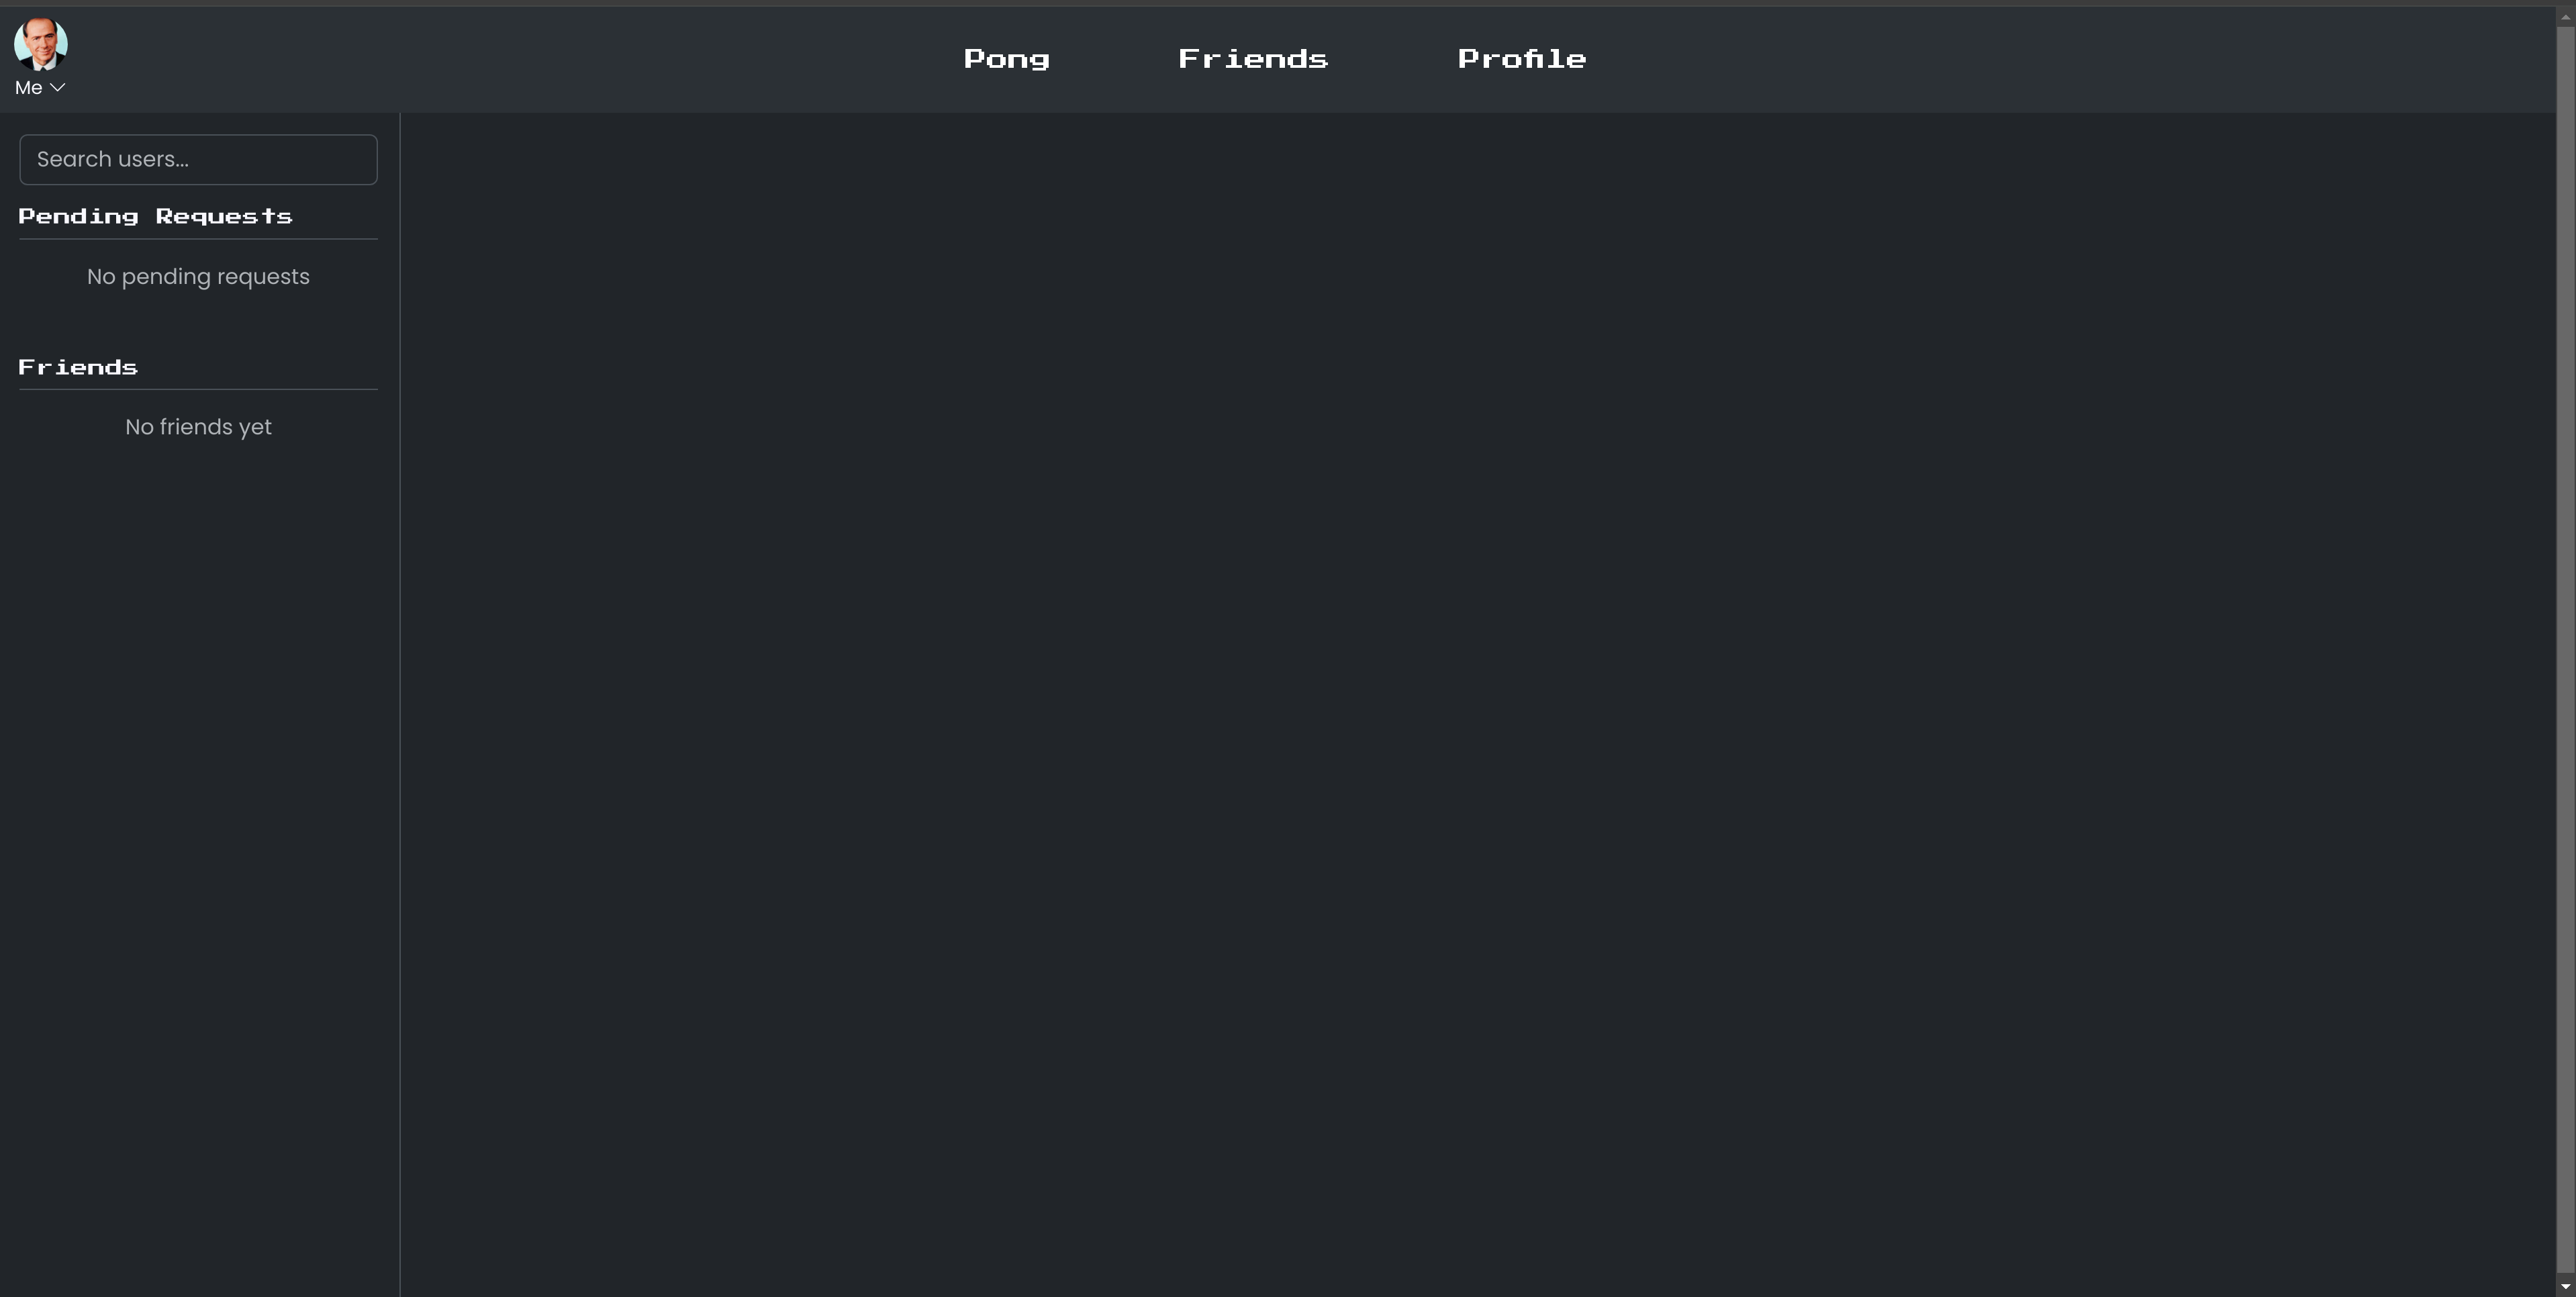 Me
Pong Friends Profile
Search users...
Pending Requests
No pending requests
Friends
No friends yet